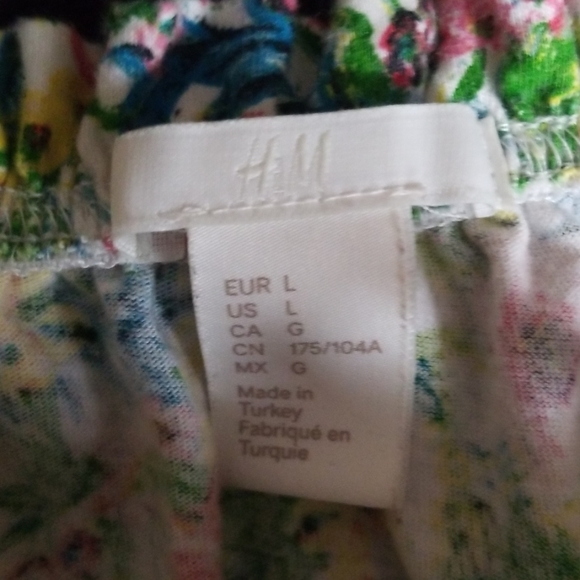 H&M
EUR L
US L
CA G
CN 175/104A
MX G
Made in
Turkey
Fabriqué en
Turquie